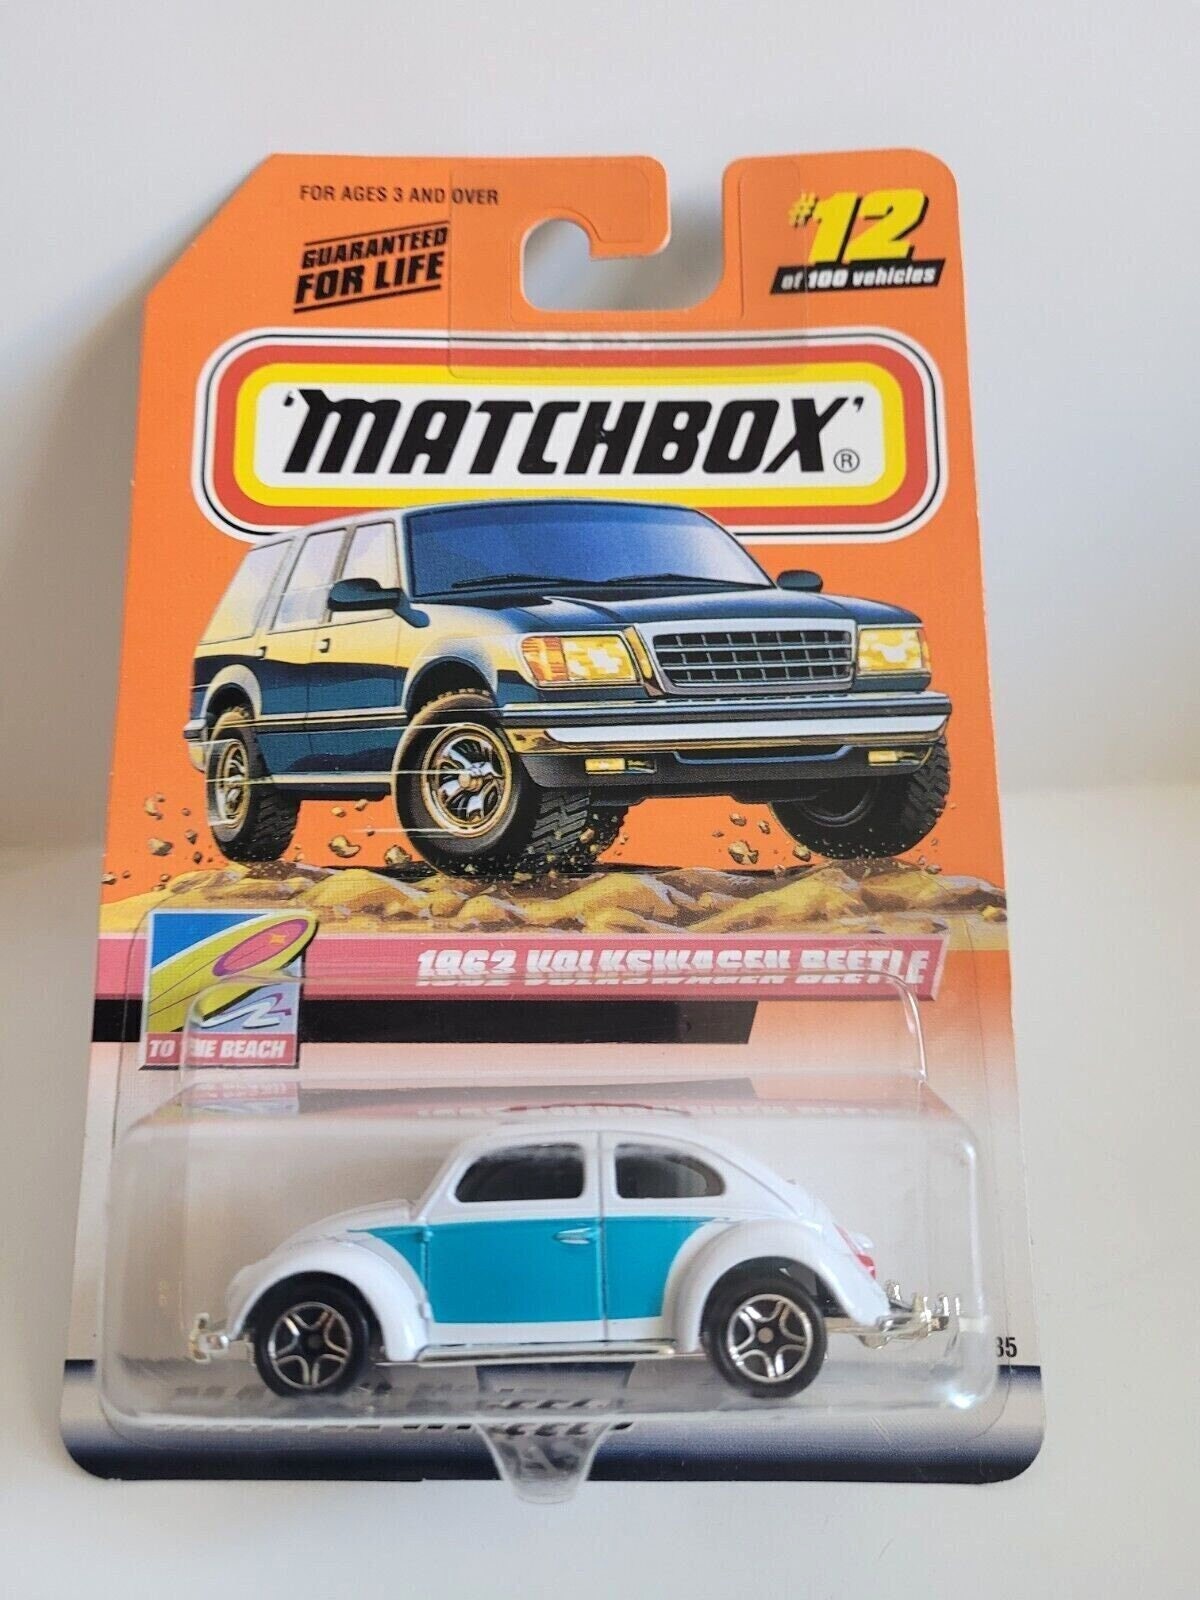 FOR AGES 3 AND OVER
GUARANTEED
FOR LIFE
#12
of 100 vehicles
'MATCHBOX'®
1962 VOLKSWAGEN BEETLE
TO THE BEACH
35